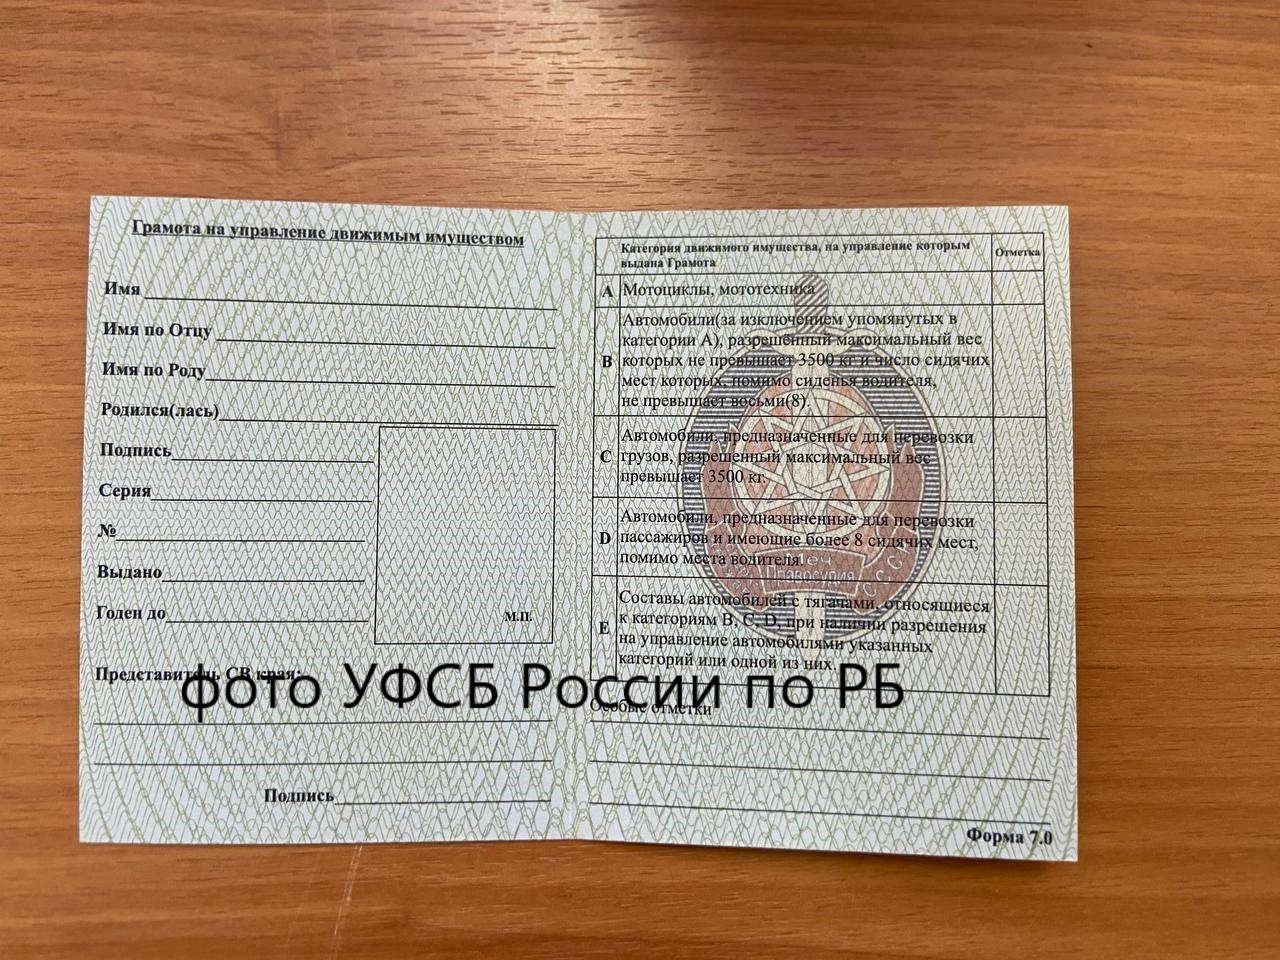 Грамота на управление движимым имуществом
Имя
Имя по Отцу
Имя по Роду
Родился(лась)
Подпись
Серия
№
Выдано
Годен до
М.П.
Представитель СВ края:
Подпись
Категория движимого имущества, на управление которым
выдана Грамота
Отметка
A Мотоциклы, мототехника
B Автомобили(за изключением упомянутых в
категории А), разрешенный максимальный вес
которых не превышает 3500 кг и число сидячих
мест которых, помимо сиденья водителя,
не превышает восьми(8).
C Автомобили, предназначенные для перевозки
грузов, разрешенный максимальный вес
превышает 3500 кг.
D Автомобили, предназначенные для перевозки
пассажиров и имеющие более 8 сидячих мест,
помимо места водителя.
E Составы автомобилей с тягачами, относящиеся
к категориям B, C, D, при наличии разрешения
на управление автомобилями указанных
категорий или одной из них.
Меч
Правосудия
С.С.С.Р.
Особые отметки
Форма 7.0
фото УФСБ России по РБ